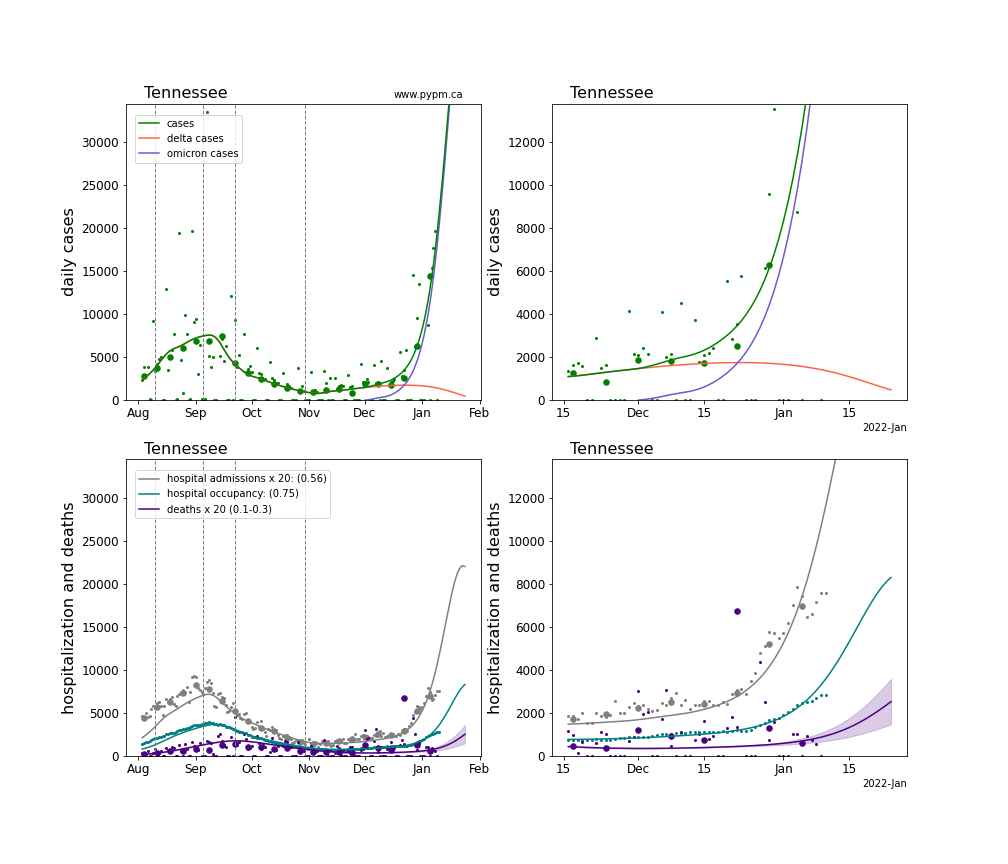 Tennessee
www.pypm.ca
daily cases
35000
30000
25000
20000
15000
10000
5000
0
cases
delta cases
omicron cases
Aug Sep Oct Nov Dec Jan Feb
Tennessee
daily cases
12000
10000
8000
6000
4000
2000
0
15 Dec 15 Jan 15
2022-Jan
Tennessee
hospitalization and deaths
30000
25000
20000
15000
10000
5000
0
hospital admissions x 20: (0.56)
hospital occupancy: (0.75)
deaths x 20 (0.1-0.3)
Aug Sep Oct Nov Dec Jan Feb
Tennessee
hospitalization and deaths
12000
10000
8000
6000
4000
2000
0
15 Dec 15 Jan 15
2022-Jan